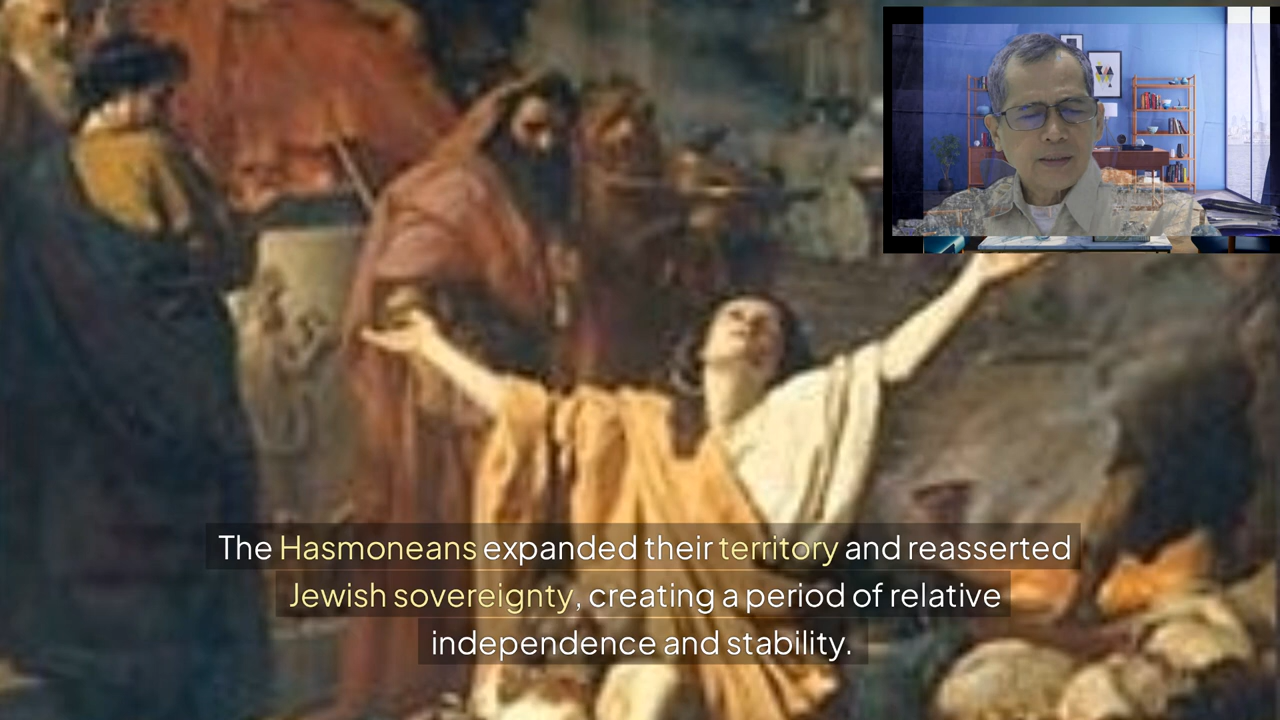 The Hasmoneans expanded their territory and reasserted
Jewish sovereignty, creating a period of relative
independence and stability.